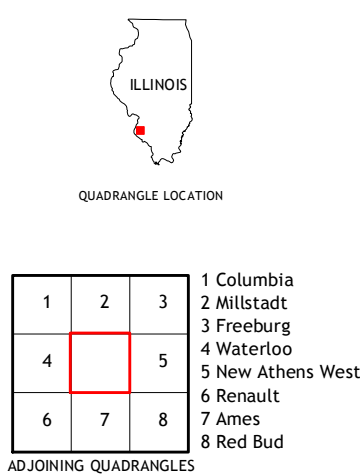 ILLINOIS
QUADRANGLE LOCATION
1 2 3
4 5
6 7 8
1 Columbia
2 Millstadt
3 Freeburg
4 Waterloo
5 New Athens West
6 Renault
7 Ames
8 Red Bud
ADJOINING QUADRANGLES